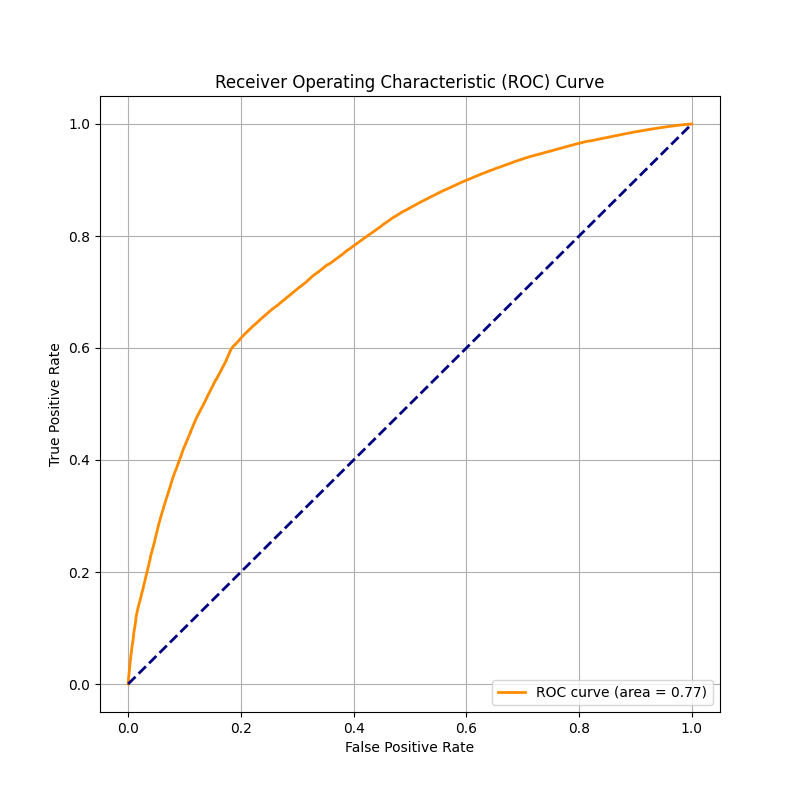 Receiver Operating Characteristic (ROC) Curve
1.0
0.8
0.6
0.4
0.2
0.0
True Positive Rate
ROC curve (area = 0.77)
0.0 0.2 0.4 0.6 0.8 1.0
False Positive Rate